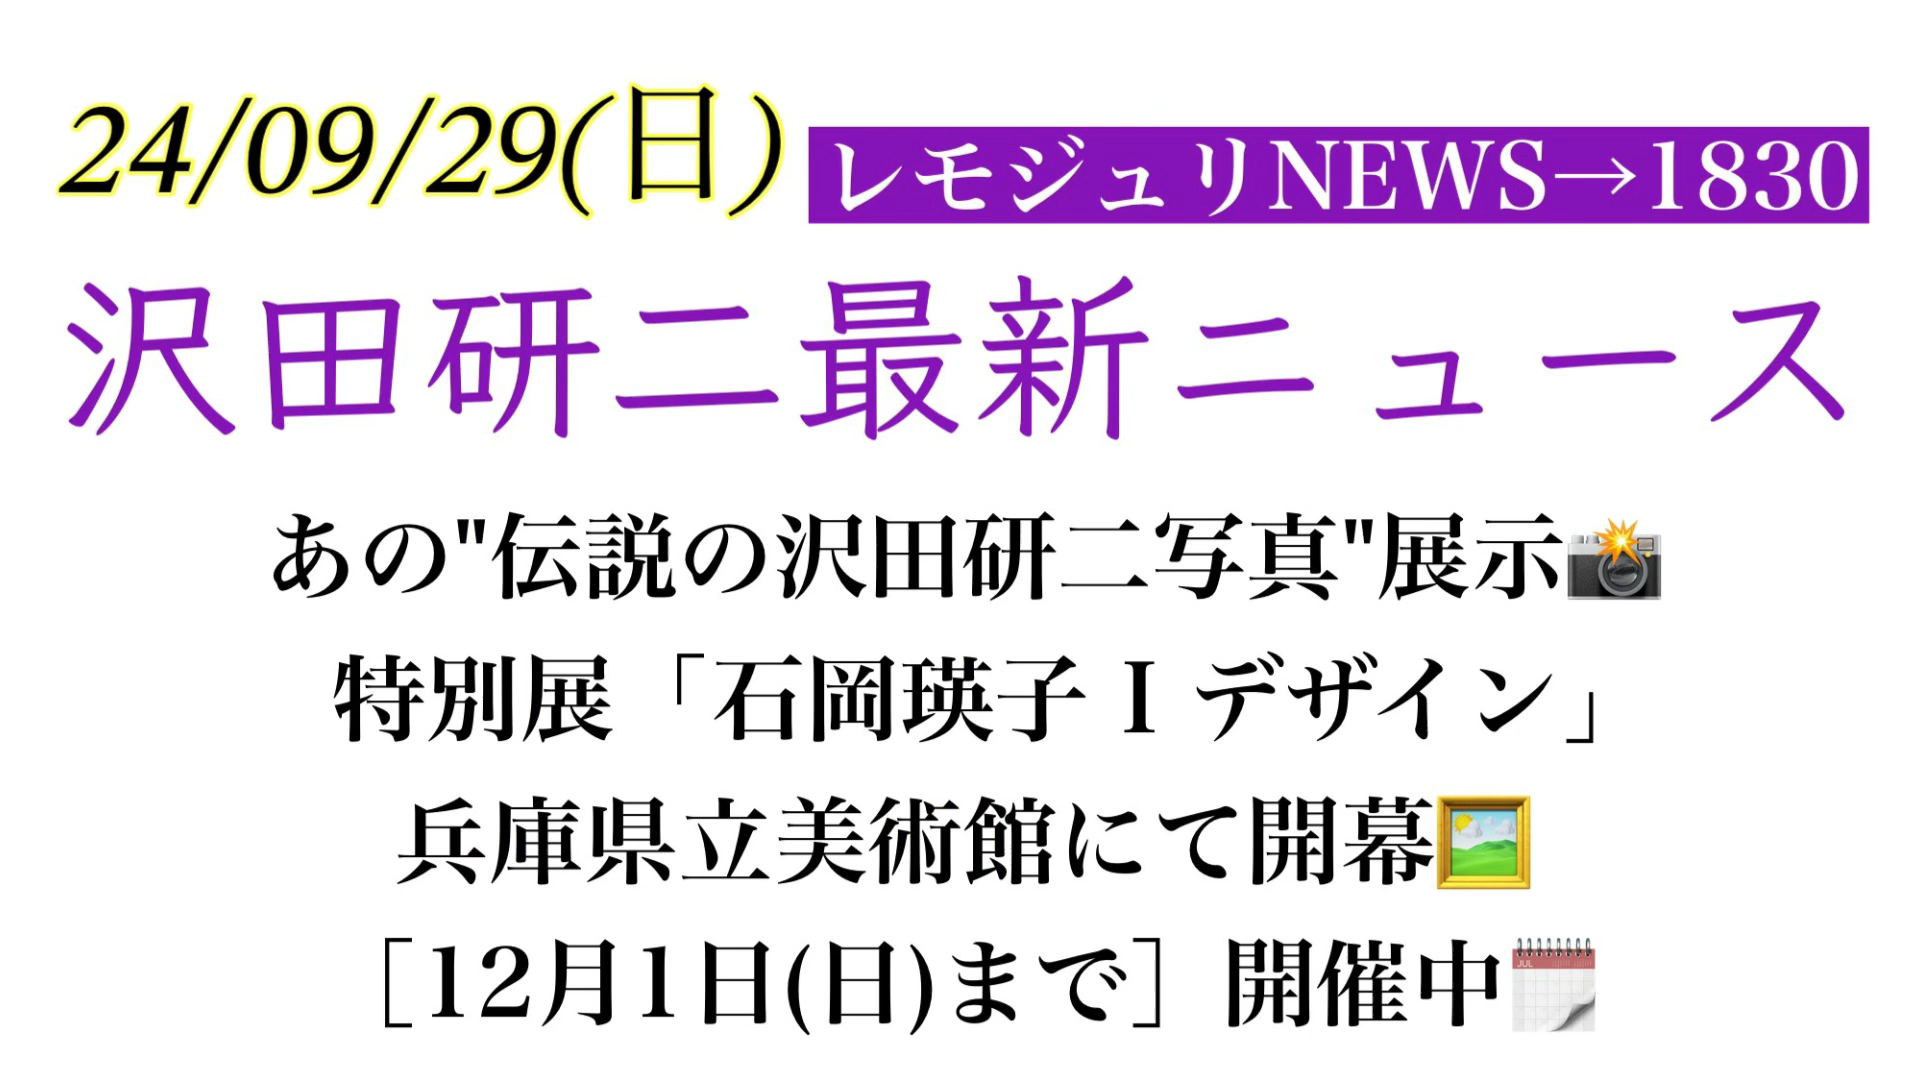 24/09/29(日) レモジュリNEWS→1830
沢田研二最新ニュース
あの"伝説の沢田研二写真"展示📸
特別展「石岡瑛子 I デザイン」
兵庫県立美術館にて開幕🖼️
［12月1日(日)まで］開催中🗓️